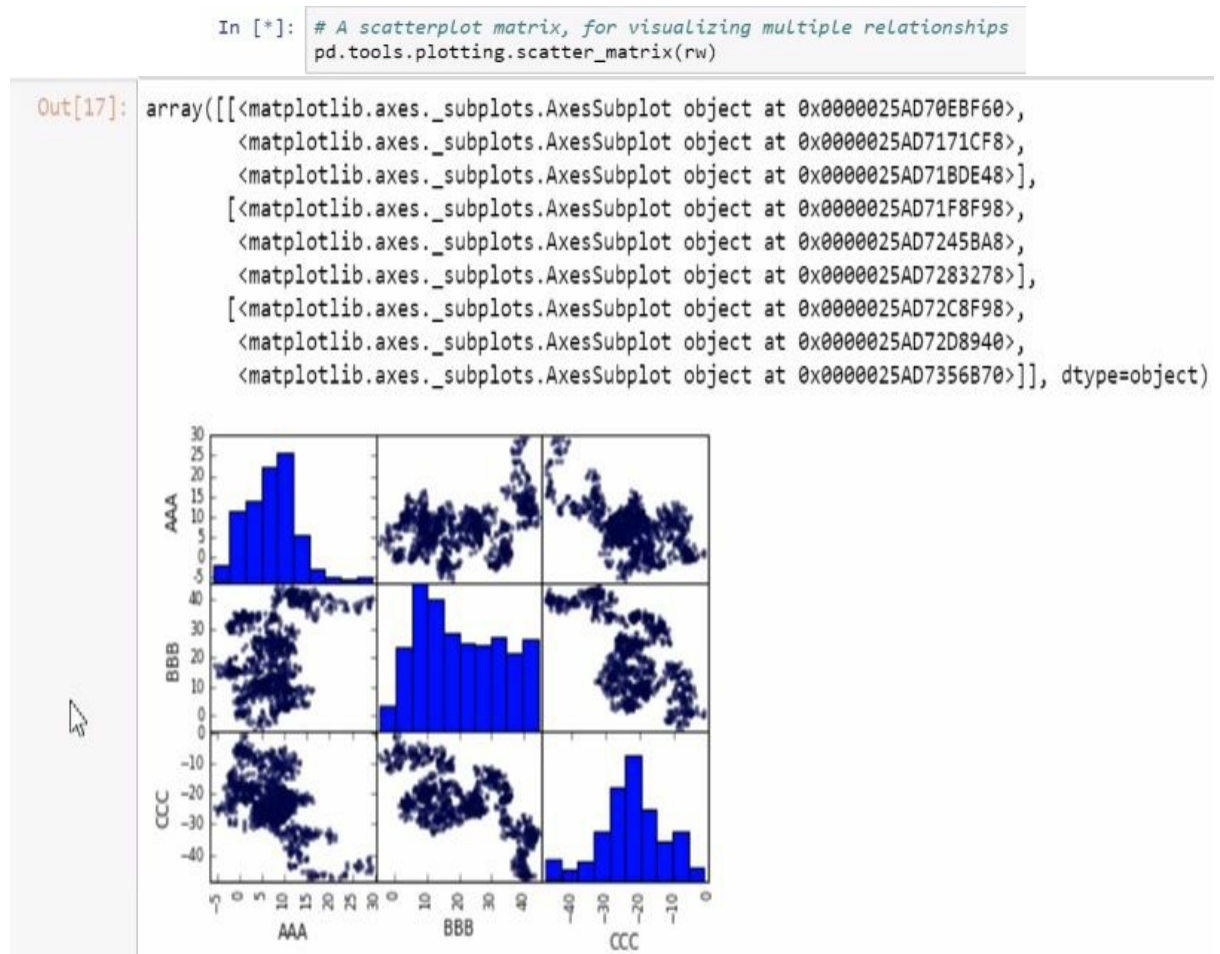 In [*]: # A scatterplot matrix, for visualizing multiple relationships
pd.tools.plotting.scatter_matrix(rw)
Out[17]: array([[<matplotlib.axes._subplots.AxesSubplot object at 0x0000025AD70EBF60>,
<matplotlib.axes._subplots.AxesSubplot object at 0x0000025AD7171CF8>,
<matplotlib.axes._subplots.AxesSubplot object at 0x0000025AD71BDE48>],
[<matplotlib.axes._subplots.AxesSubplot object at 0x0000025AD71F8F98>,
<matplotlib.axes._subplots.AxesSubplot object at 0x0000025AD7245BA8>,
<matplotlib.axes._subplots.AxesSubplot object at 0x0000025AD7283278>],
[<matplotlib.axes._subplots.AxesSubplot object at 0x0000025AD72C8F98>,
<matplotlib.axes._subplots.AxesSubplot object at 0x0000025AD72D8940>,
<matplotlib.axes._subplots.AxesSubplot object at 0x0000025AD7356B70>]], dtype=object)
30
25
20
15
10
5
0
-5
AAA
40
30
20
10
0
BBB
0
-10
-20
-30
-40
CCC
-5 0 5 10 15 20 25 30
AAA
0 10 20 30 40
BBB
-40 -30 -20 -10 0
CCC